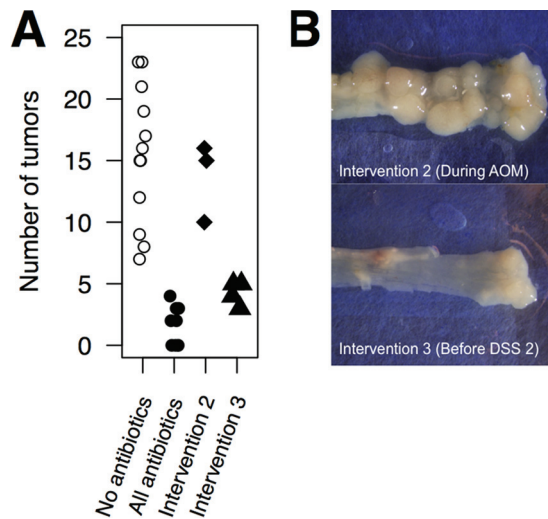 A
B
25
20
15
10
5
0
Number of tumors
No antibiotics
All antibiotics
Intervention 2
Intervention 3
Intervention 2 (During AOM)
Intervention 3 (Before DSS 2)